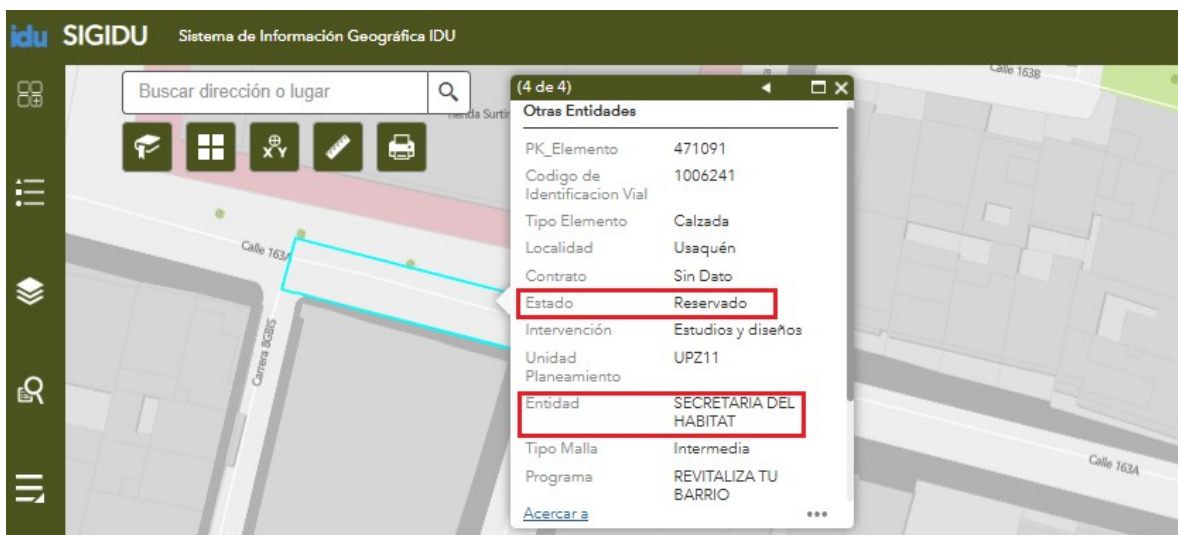 idu SIGIDU Sistema de Información Geográfica IDU
Buscar dirección o lugar
Tienda Surti
Calle 163B
(4 de 4)
Otras Entidades
PK_Elemento 471091
Codigo de 1006241
Identificacion Vial
Tipo Elemento Calzada
Localidad Usaquén
Contrato Sin Dato
Estado Reservado
Intervención Estudios y diseños
Unidad UPZ11
Planeamiento
Entidad SECRETARIA DEL
HABITAT
Tipo Malla Intermedia
Programa REVITALIZA TU
BARRIO
Acercar a
X Y
Calle 163A
Carrera 8GBIS
Calle 163A